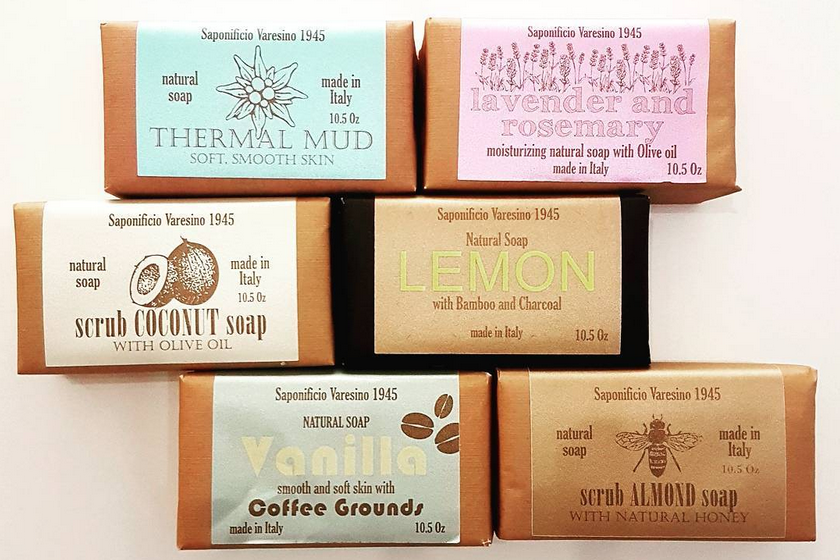 Saponificio Varesino 1945
natural
soap
made in
Italy
10.5 Oz
THERMAL MUD
SOFT, SMOOTH SKIN
Saponificio Varesino 1945
lavender and
rosemary
moisturizing natural soap with Olive oil
made in Italy
10.5 Oz
Saponificio Varesino 1945
natural
soap
made in
Italy
10.5 Oz
scrub COCONUT soap
WITH OLIVE OIL
Saponificio Varesino 1945
Natural Soap
LEMON
with Bamboo and Charcoal
made in Italy
10.5 Oz
Saponificio Varesino 1945
NATURAL SOAP
Vanilla
smooth and soft skin with
Coffee Grounds
made in Italy
10.5 Oz
Saponificio Varesino 1945
natural
soap
made in
Italy
10.5 Oz
scrub ALMOND soap
WITH NATURAL HONEY